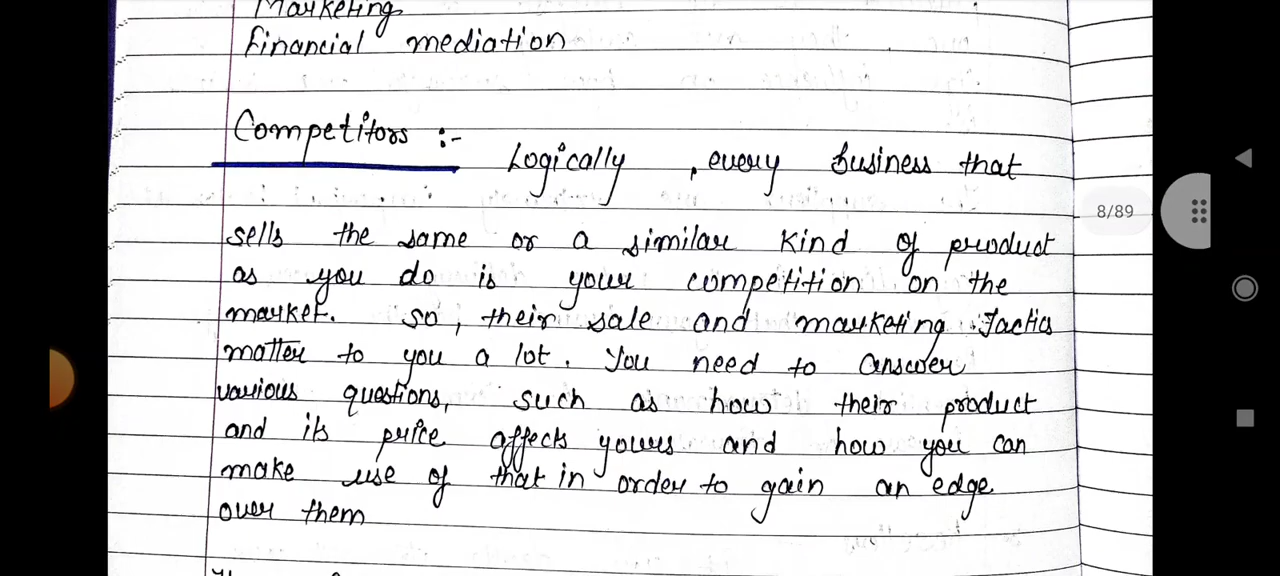 Marketing
Financial mediation
Competitors :-
Logically , every business that
8/89
sells the same or a similar kind of product
as you do is your competition on the
market. So, their sale and marketing Tactics
matter to you a lot. You need to answer
various questions, such as how their product
and its price affects yours and how you can
make use of that in order to gain an edge
over them